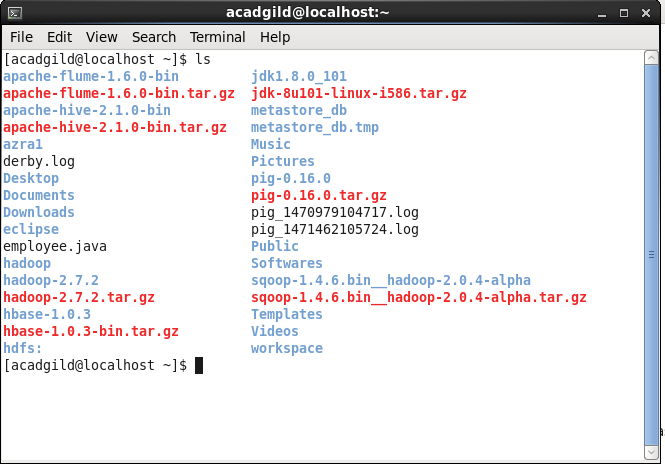 acadgild@localhost:~
File Edit View Search Terminal Help
[acadgild@localhost ~]$ ls
apache-flume-1.6.0-bin jdk1.8.0_101
apache-flume-1.6.0-bin.tar.gz jdk-8u101-linux-i586.tar.gz
apache-hive-2.1.0-bin metastore_db
apache-hive-2.1.0-bin.tar.gz metastore_db.tmp
azra1 Music
derby.log Pictures
Desktop pig-0.16.0
Documents pig-0.16.0.tar.gz
Downloads pig_1470979104717.log
eclipse pig_1471462105724.log
employee.java Public
hadoop Softwares
hadoop-2.7.2 sqoop-1.4.6.bin__hadoop-2.0.4-alpha
hadoop-2.7.2.tar.gz sqoop-1.4.6.bin__hadoop-2.0.4-alpha.tar.gz
hbase-1.0.3 Templates
hbase-1.0.3-bin.tar.gz Videos
hdfs: workspace
[acadgild@localhost ~]$